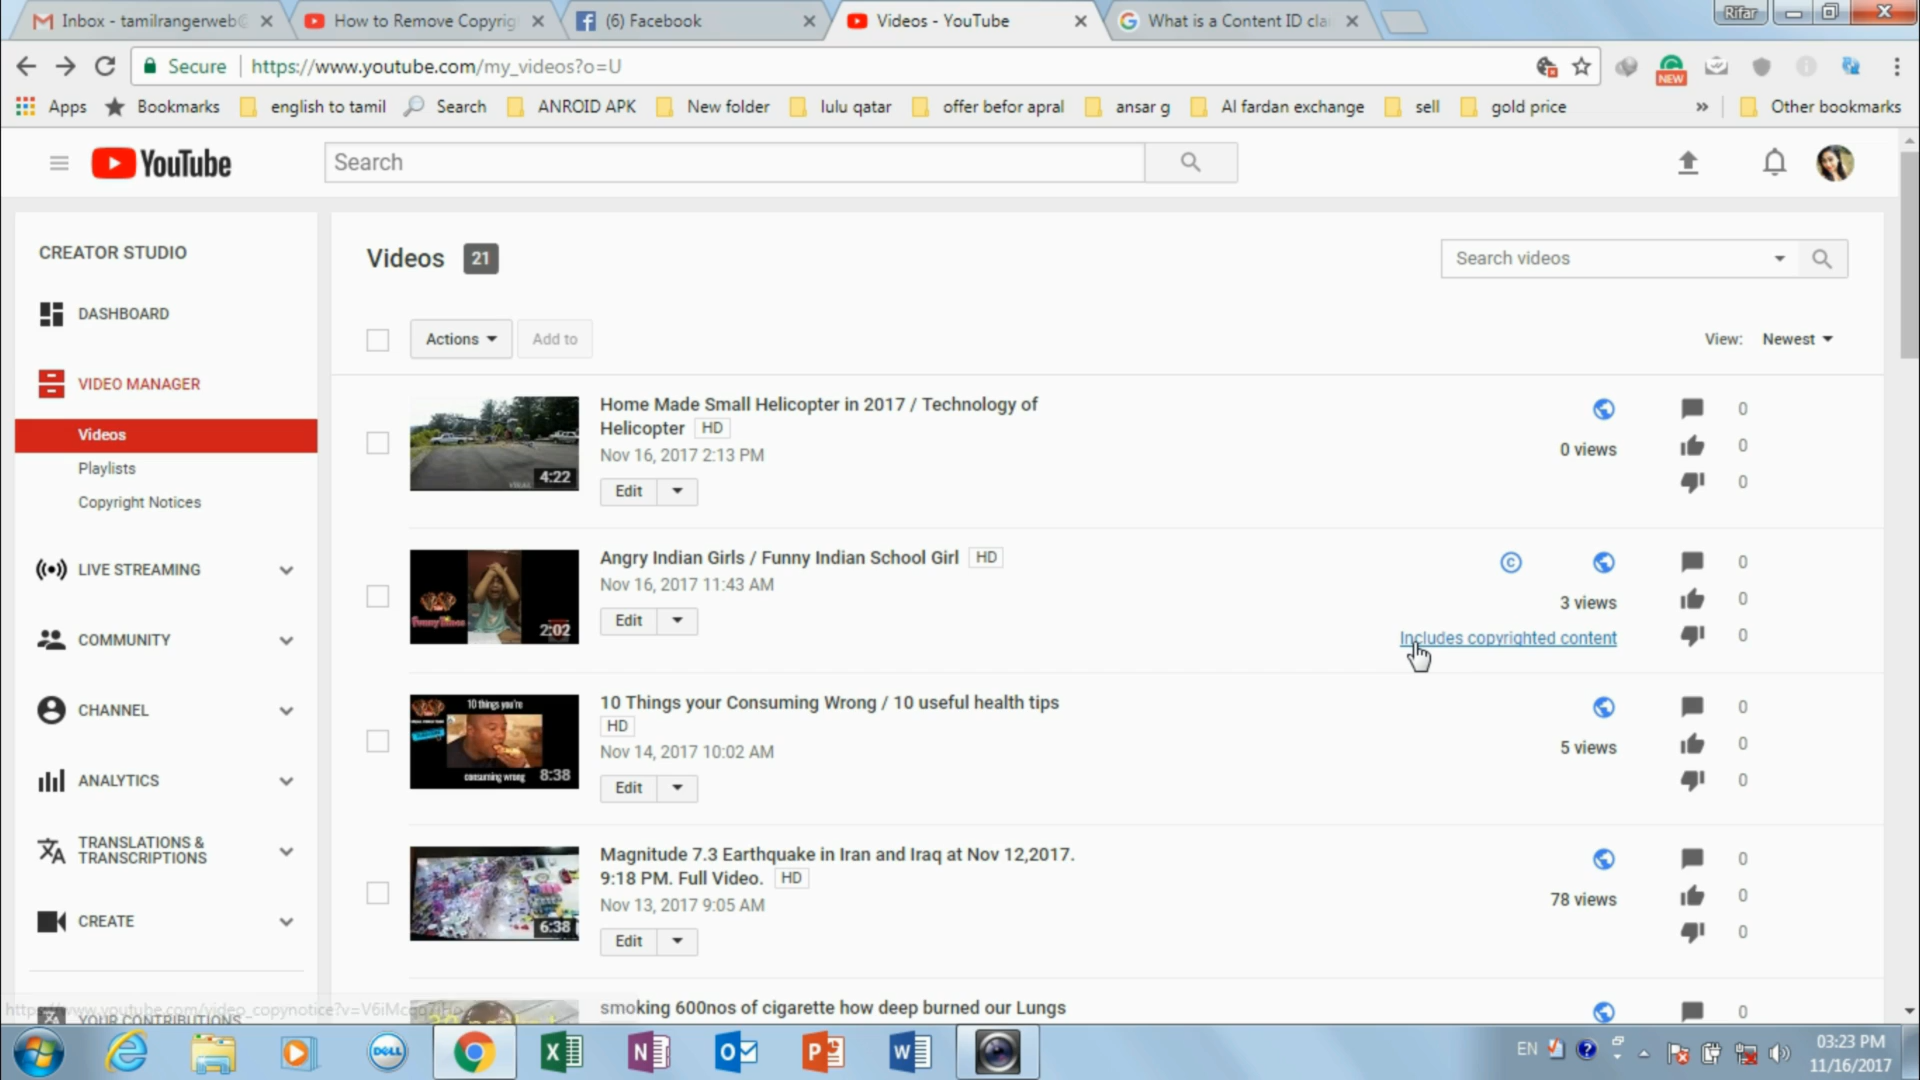 Inbox - tamilrangerweb@
How to Remove Copyrig
(6) Facebook
Videos - YouTube
What is a Content ID clai
Rifar
Secure
https://www.youtube.com/my_videos?o=U
NEW
Apps
Bookmarks
english to tamil
Search
ANROID APK
New folder
lulu qatar
offer befor apral
ansar g
Al fardan exchange
sell
gold price
»
Other bookmarks
YouTube
Search
CREATOR STUDIO
DASHBOARD
VIDEO MANAGER
Videos
Playlists
Copyright Notices
LIVE STREAMING
COMMUNITY
CHANNEL
ANALYTICS
TRANSLATIONS &
TRANSCRIPTIONS
CREATE
YOUR CONTRIBUTIONS
Videos 21
Search videos
Actions
Add to
View: Newest
4:22
Home Made Small Helicopter in 2017 / Technology of
Helicopter HD
Nov 16, 2017 2:13 PM
Edit
0 views
0
0
0
Funny Times
2:02
Angry Indian Girls / Funny Indian School Girl HD
Nov 16, 2017 11:43 AM
Edit
3 views
Includes copyrighted content
0
0
0
10 things you're
consuming wrong
8:38
10 Things your Consuming Wrong / 10 useful health tips
HD
Nov 14, 2017 10:02 AM
Edit
5 views
0
0
0
6:38
Magnitude 7.3 Earthquake in Iran and Iraq at Nov 12,2017.
9:18 PM. Full Video. HD
Nov 13, 2017 9:05 AM
Edit
78 views
0
0
0
smoking 600nos of cigarette how deep burned our Lungs
0
DELL
EN
03:23 PM
11/16/2017